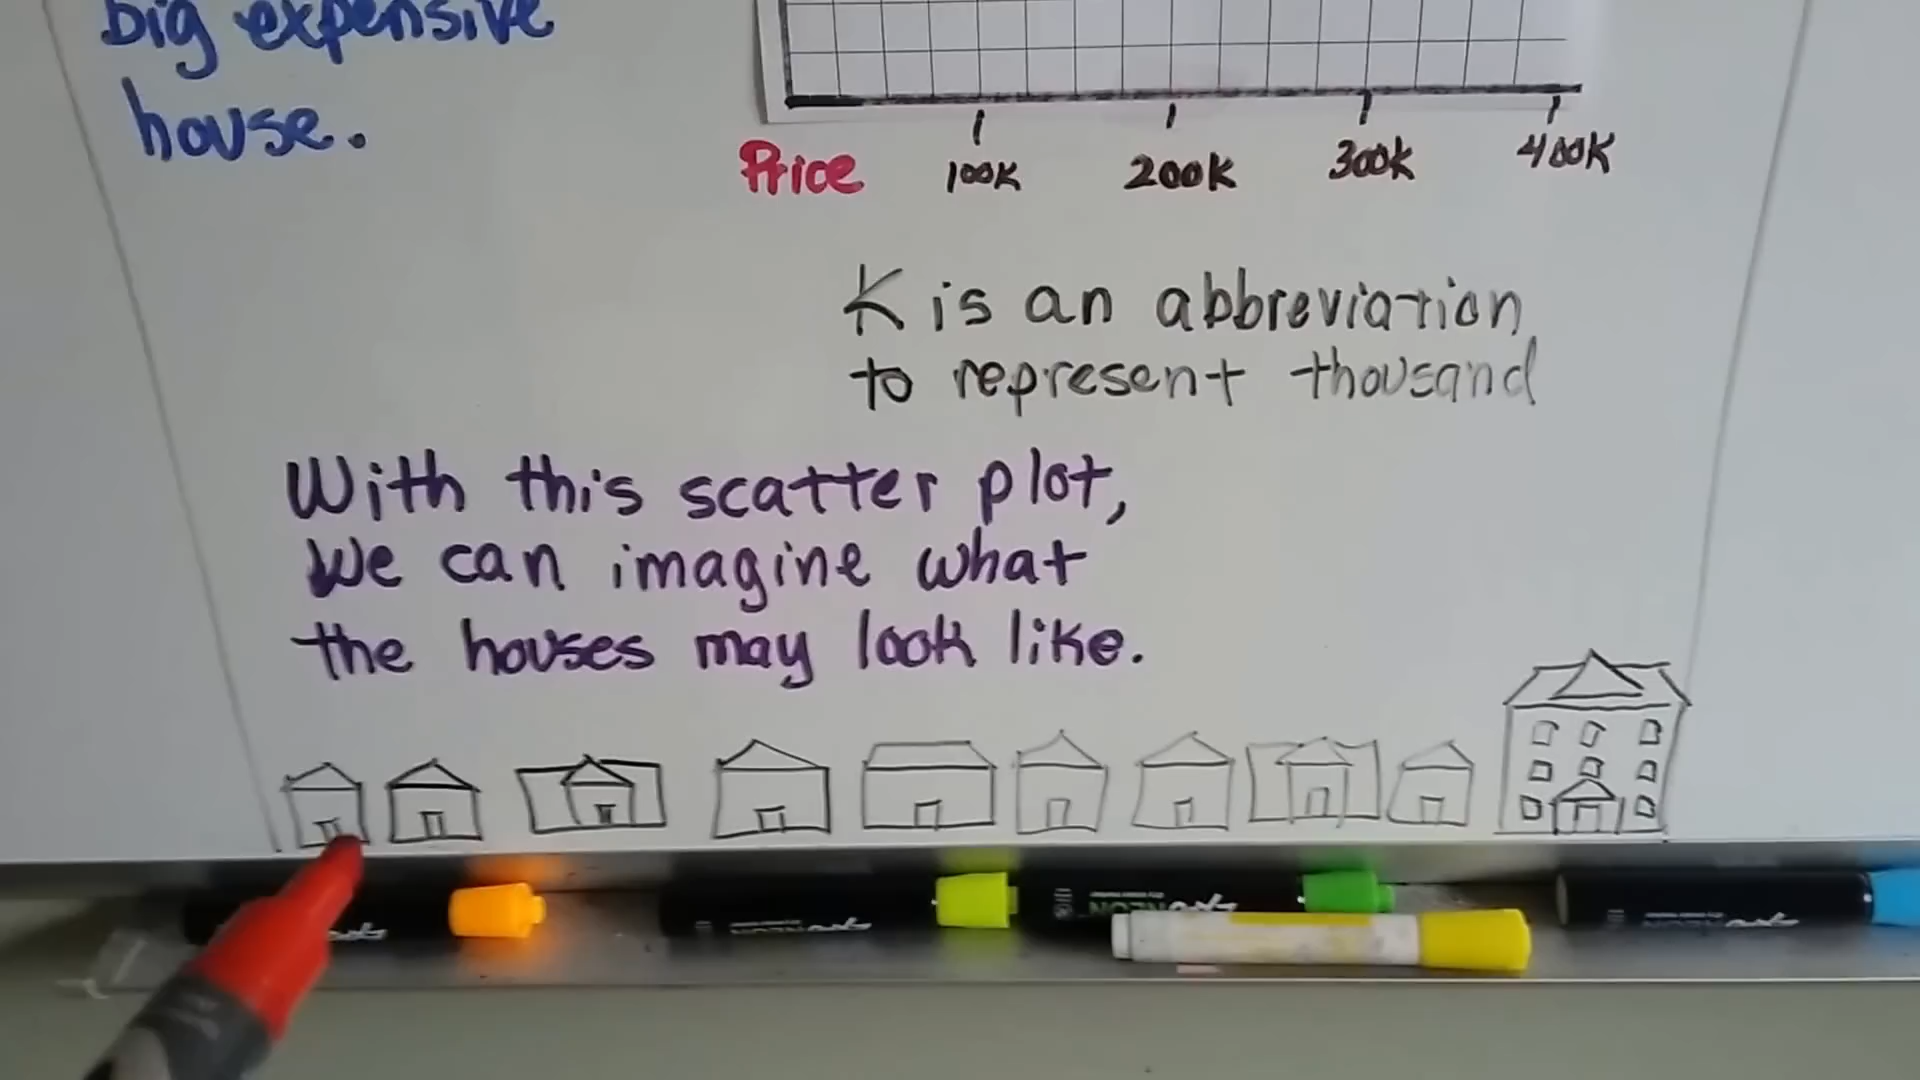 big expensive
house.
Price 100K 200K 300K 400K
K is an abbreviation
to represent thousand
With this scatter plot,
We can imagine what
the houses may look like.